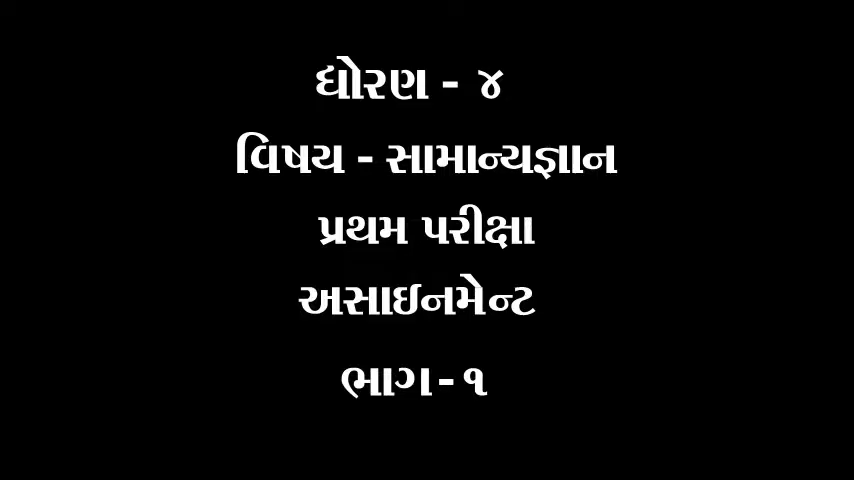 ધોરણ - ૪
વિષય - સામાન્યજ્ઞાન
પ્રથમ પરીક્ષા
અસાઇનમેન્ટ
ભાગ - ૧